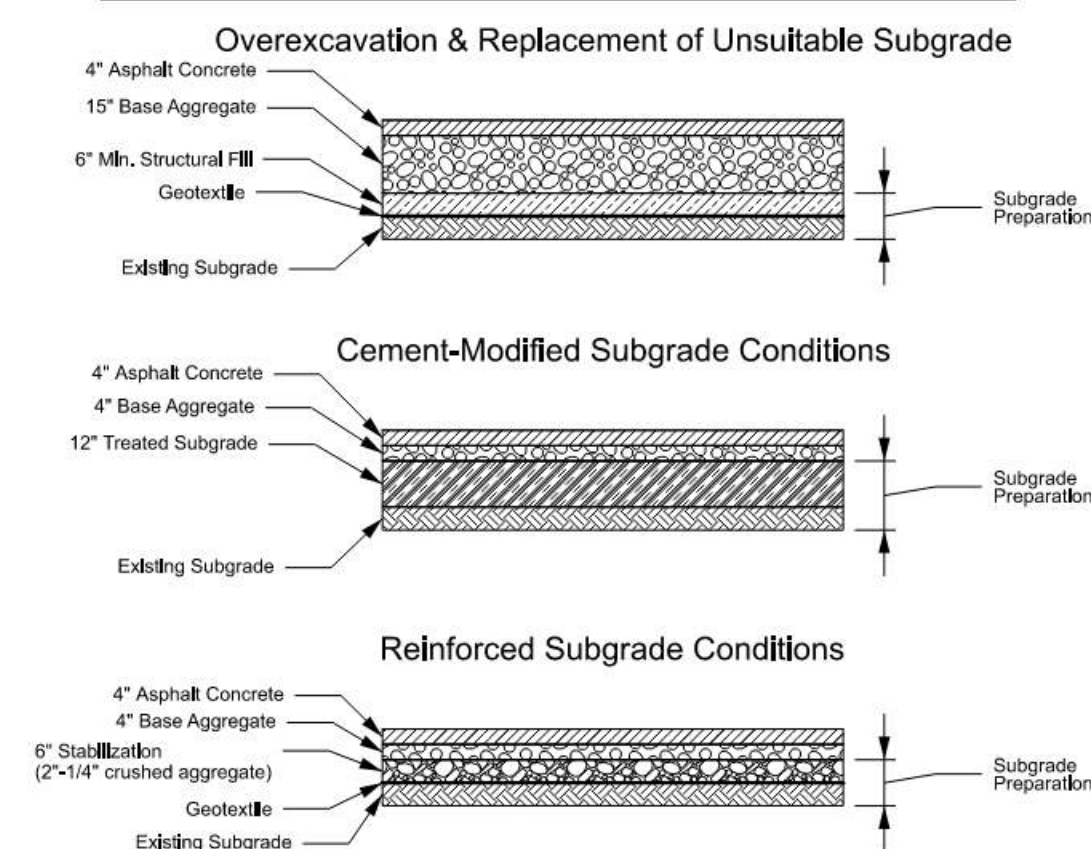 Overexcavation & Replacement of Unsuitable Subgrade
4" Asphalt Concrete
15" Base Aggregate
6" Min. Structural Fill
Geotextile
Existing Subgrade
Subgrade
Preparation
Cement-Modified Subgrade Conditions
4" Asphalt Concrete
4" Base Aggregate
12" Treated Subgrade
Existing Subgrade
Subgrade
Preparation
Reinforced Subgrade Conditions
4" Asphalt Concrete
4" Base Aggregate
6" Stabilization
(2"-1/4" crushed aggregate)
Geotextile
Existing Subgrade
Subgrade
Preparation